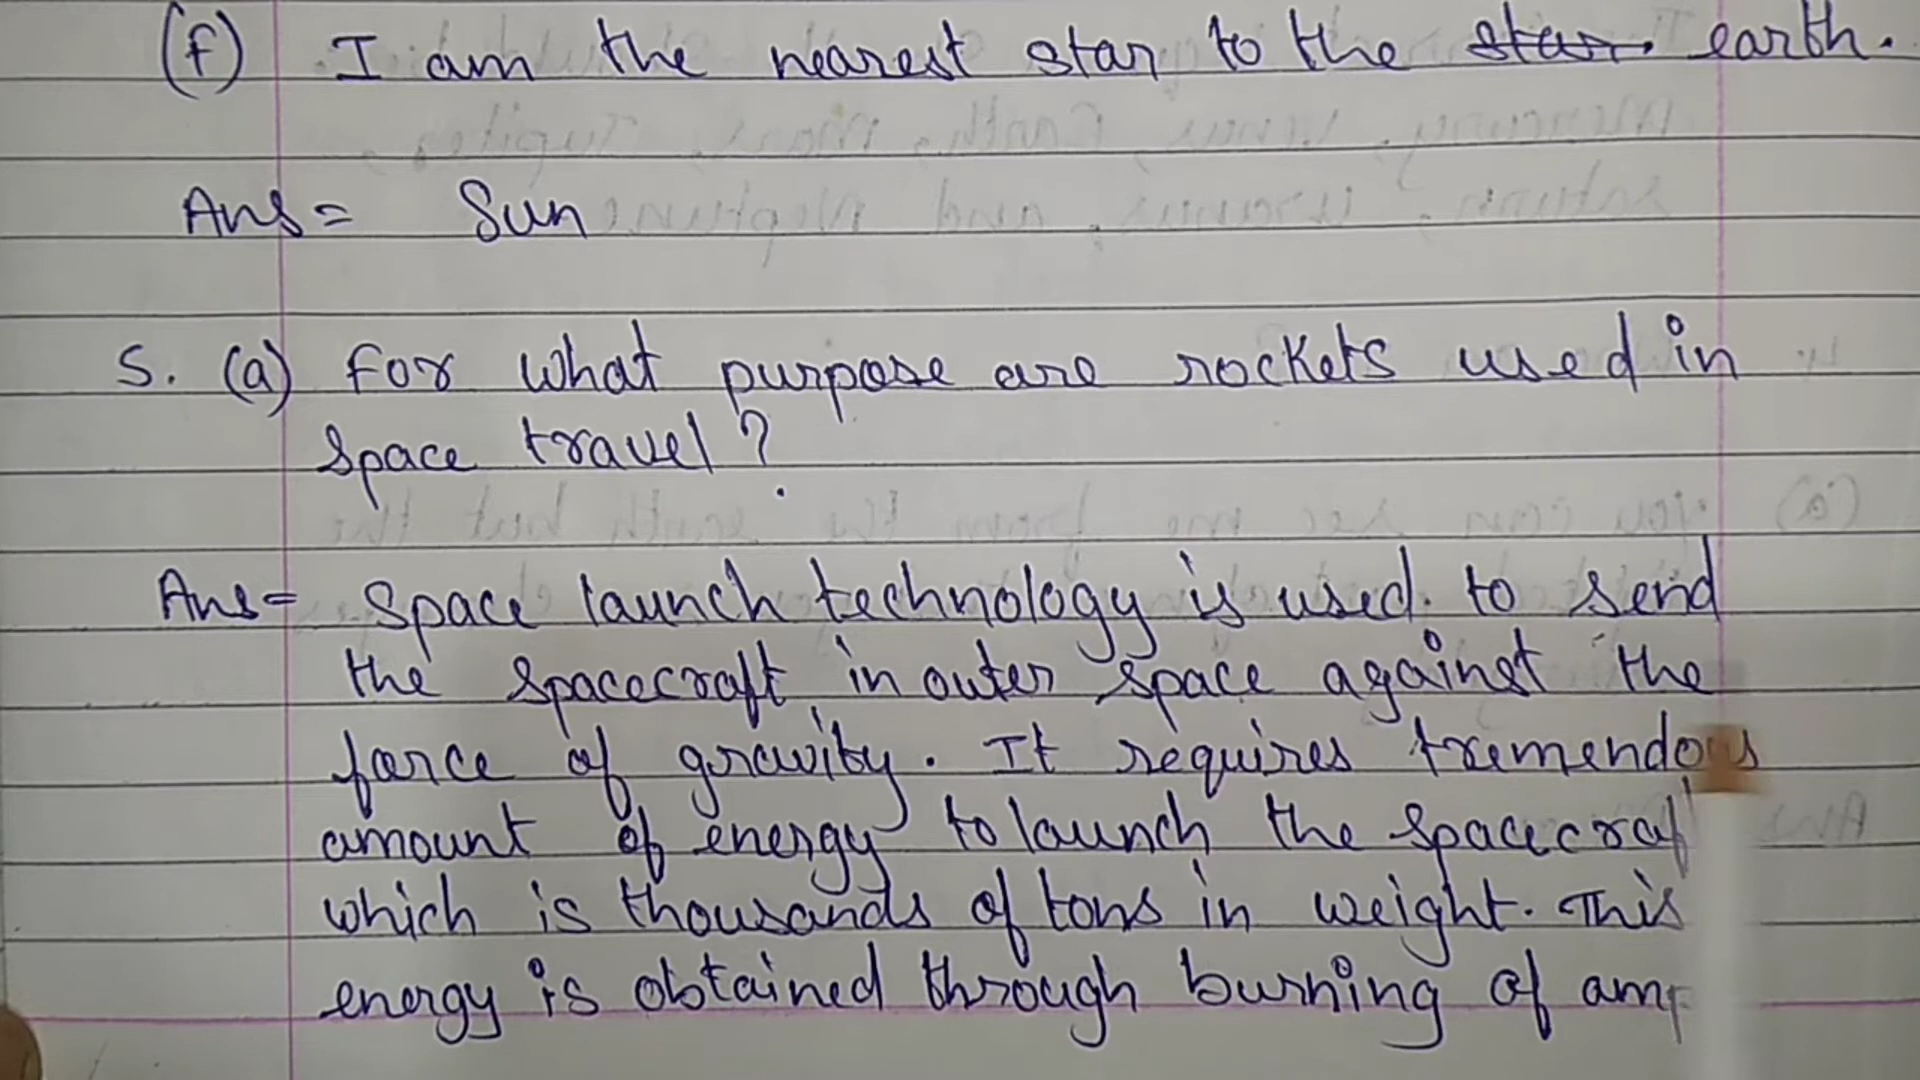 (f) I am the nearest star to the star. earth.
Ans = Sun
5. (a) For what purpose are rockets used in
space travel?
Ans = Space launch technology is used. to send
the spacecraft in outer space against the
force of gravity. It requires tremendous
amount of energy to launch the spacecraf
which is thousands of tons in weight. This
energy is obtained through burning of amp